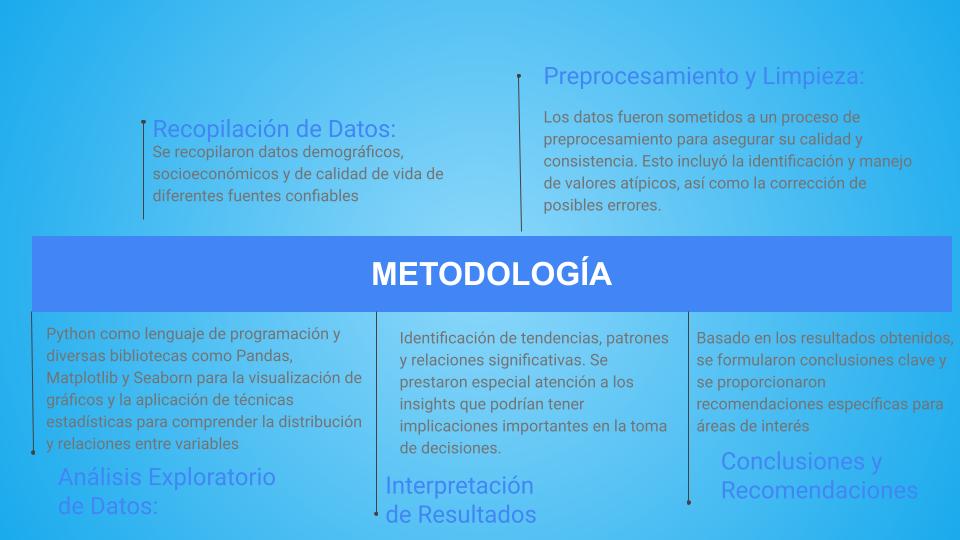 Recopilación de Datos:
Se recopilaron datos demográficos,
socioeconómicos y de calidad de vida de
diferentes fuentes confiables
Preprocesamiento y Limpieza:
Los datos fueron sometidos a un proceso de
preprocesamiento para asegurar su calidad y
consistencia. Esto incluyó la identificación y manejo
de valores atípicos, así como la corrección de
posibles errores.
METODOLOGÍA
Python como lenguaje de programación y
diversas bibliotecas como Pandas,
Matplotlib y Seaborn para la visualización de
gráficos y la aplicación de técnicas
estadísticas para comprender la distribución
y relaciones entre variables
Análisis Exploratorio
de Datos:
Identificación de tendencias, patrones
y relaciones significativas. Se
prestaron especial atención a los
insights que podrían tener
implicaciones importantes en la toma
de decisiones.
Interpretación
de Resultados
Basado en los resultados obtenidos,
se formularon conclusiones clave y
se proporcionaron
recomendaciones específicas para
áreas de interés
Conclusiones y
Recomendaciones